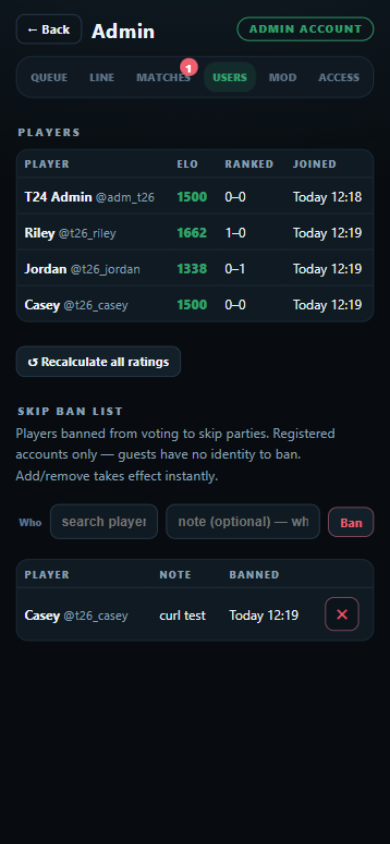 ← Back Admin ADMIN ACCOUNT
QUEUE LINE MATCHES 1 USERS MOD ACCESS
PLAYERS
PLAYER ELO RANKED JOINED
T24 Admin @adm_t26 1500 0–0 Today 12:18
Riley @t26_riley 1662 1–0 Today 12:19
Jordan @t26_jordan 1338 0–1 Today 12:19
Casey @t26_casey 1500 0–0 Today 12:19
↺ Recalculate all ratings
SKIP BAN LIST
Players banned from voting to skip parties. Registered
accounts only — guests have no identity to ban.
Add/remove takes effect instantly.
Who search player note (optional) — wh Ban
PLAYER NOTE BANNED
Casey @t26_casey curl test Today 12:19 ✕